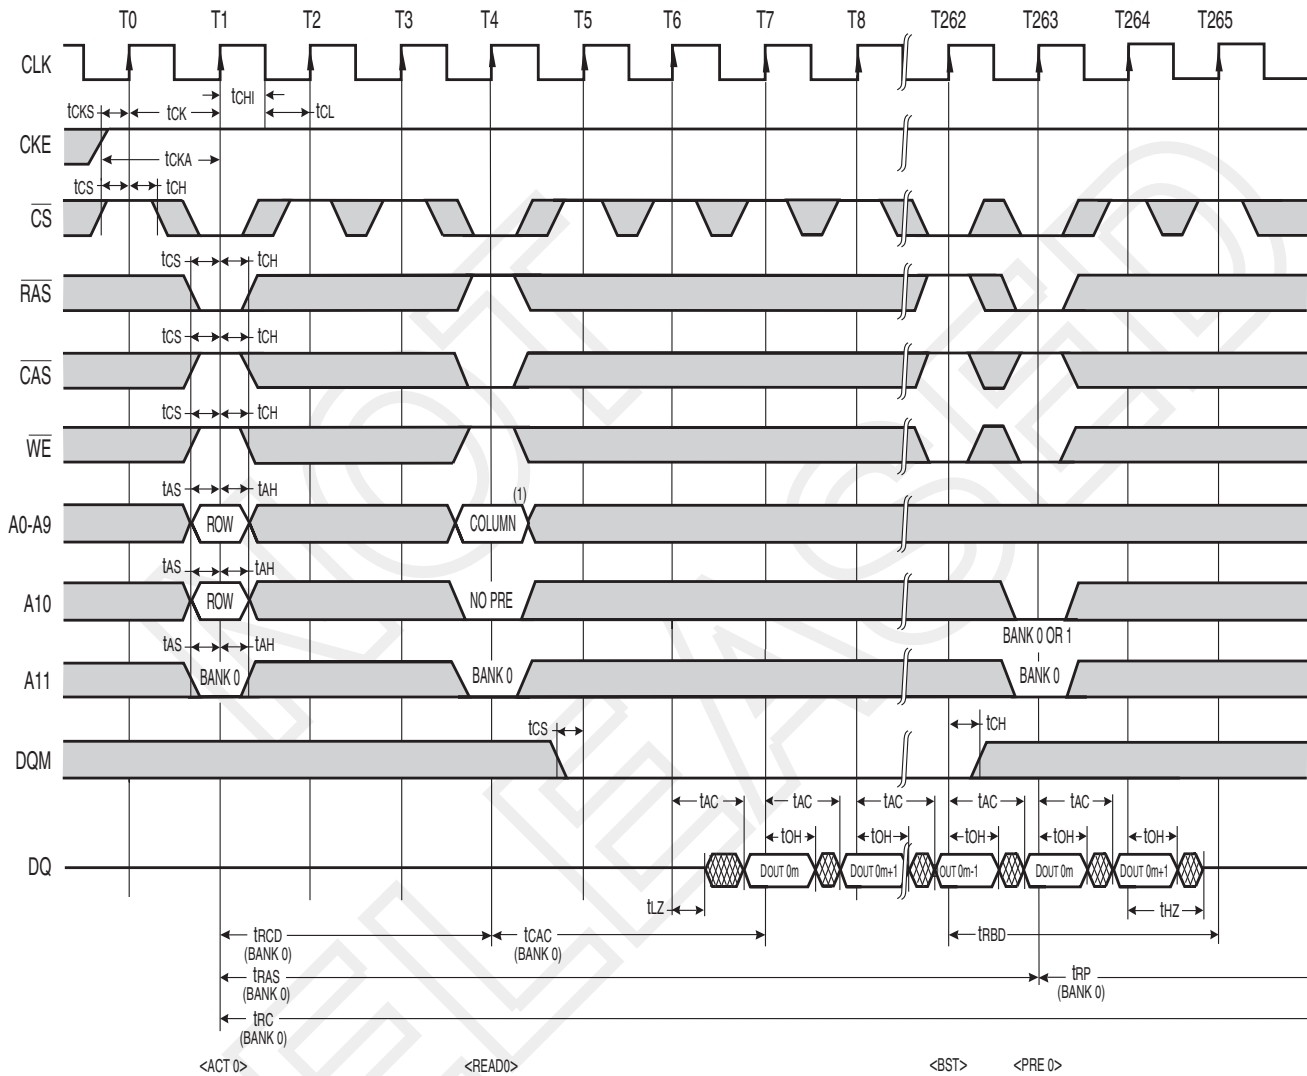 T0 T1 T2 T3 T4 T5 T6 T7 T8 T262 T263 T264 T265
CLK
tCHI
tCKS tCK tCL
CKE
tCKA
tCS tCH
CS
tCS tCH
RAS
tCS tCH
CAS
tCS tCH
WE
tAS tAH
(1)
A0-A9 ROW COLUMN
tAS tAH
A10 ROW NO PRE
BANK 0 OR 1
tAS tAH
A11 BANK 0 BANK 0 BANK 0
tCS tCH
DQM
tAC tAC tAC tAC tAC
tOH tOH tOH tOH tOH
DQ DOUT 0m DOUT 0m+1 OUT 0m-1 DOUT 0m DOUT 0m+1
tLZ tHZ
tRCD tCAC tRBD
(BANK 0) (BANK 0)
tRAS tRP
(BANK 0) (BANK 0)
tRC
(BANK 0)
<ACT 0> <READ0> <BST> <PRE 0>
NOT
RELEASED